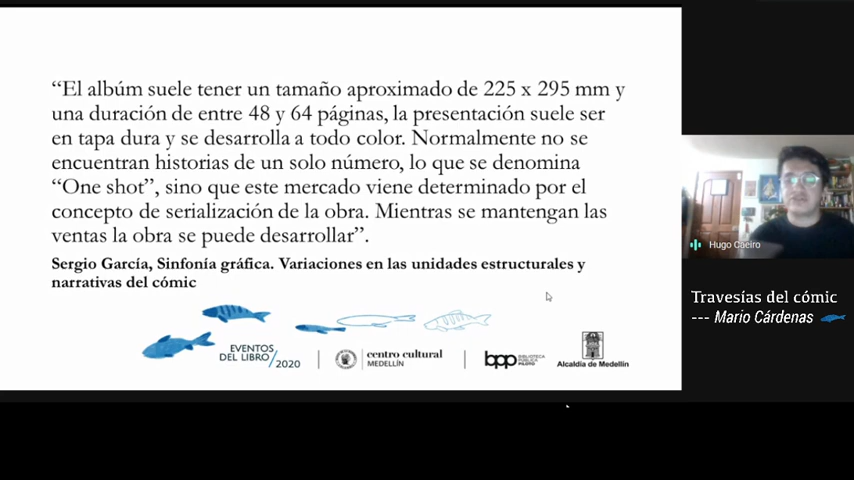 “El albúm suele tener un tamaño aproximado de 225 x 295 mm y
una duración de entre 48 y 64 páginas, la presentación suele ser
en tapa dura y se desarrolla a todo color. Normalmente no se
encuentran historias de un solo número, lo que se denomina
“One shot”, sino que este mercado viene determinado por el
concepto de serialización de la obra. Mientras se mantengan las
ventas la obra se puede desarrollar”.
Sergio García, Sinfonía gráfica. Variaciones en las unidades estructurales y
narrativas del cómic
EVENTOS
DEL LIBRO/2020
centro cultural
MEDELLÍN
bpp BIBLIOTECA
PÚBLICA
PILOTO
Alcaldía de Medellín
Hugo Cueiro
Travesías del cómic
--- Mario Cárdenas